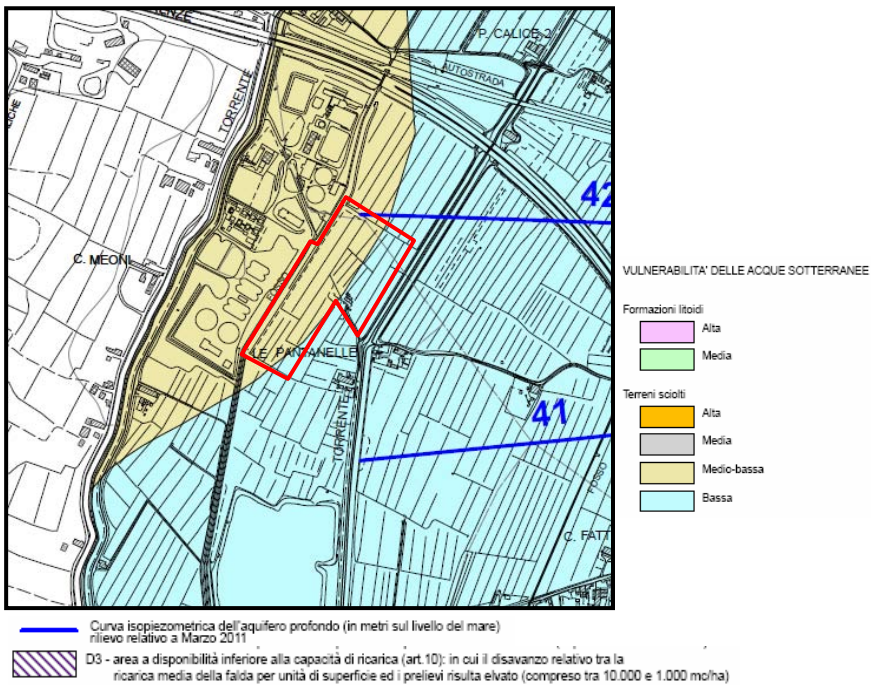 P. CALICE 2
AUTOSTRADA
TORRENTE
42
C. MEONI
FOSSO
LE PANTANELLE
41
TORRENTE
FOSSO
C. FATT
VULNERABILITA' DELLE ACQUE SOTTERRANEE
Formazioni litoidi
Alta
Media
Terreni sciolti
Alta
Media
Medio-bassa
Bassa
Curva isopiezometrica dell'aquifero profondo (in metri sul livello del mare)
rilievo relativo a Marzo 2011
D3 - area a disponibilità inferiore alla capacità di ricarica (art.10): in cui il disavanzo relativo tra la
ricarica media della falda per unità di superficie ed i prelievi risulta elvato (compreso tra 10.000 e 1.000 mc/ha)